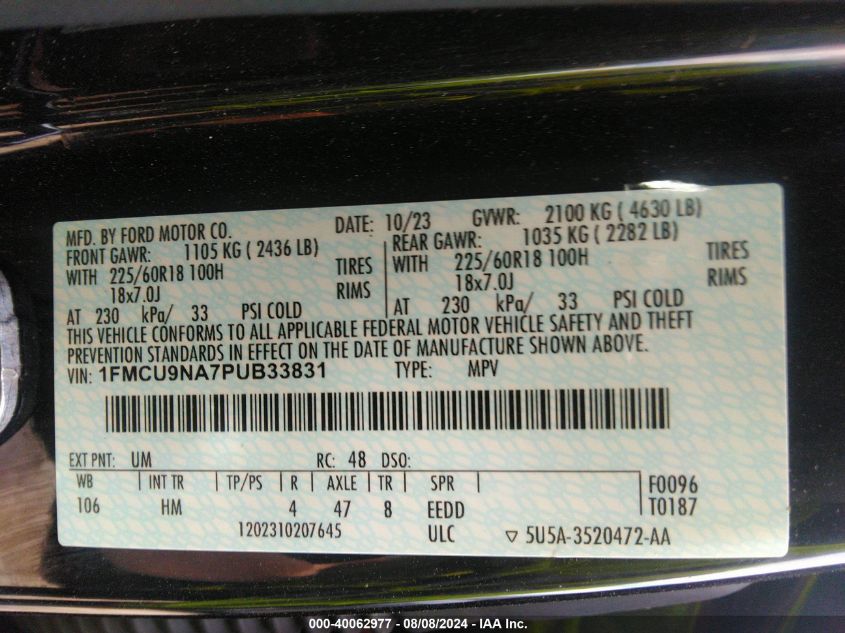 MFD. BY FORD MOTOR CO. DATE: 10/23 GVWR: 2100 KG ( 4630 LB)
FRONT GAWR: 1105 KG ( 2436 LB) REAR GAWR: 1035 KG ( 2282 LB)
WITH 225/60R18 100H TIRES WITH 225/60R18 100H TIRES
18x7.0J RIMS 18x7.0J RIMS
AT 230 kPa/ 33 PSI COLD AT 230 kPa/ 33 PSI COLD
THIS VEHICLE CONFORMS TO ALL APPLICABLE FEDERAL MOTOR VEHICLE SAFETY AND THEFT
PREVENTION STANDARDS IN EFFECT ON THE DATE OF MANUFACTURE SHOWN ABOVE.
VIN: 1FMCU9NA7PUB33831 TYPE: MPV
EXT PNT: UM RC: 48 DSO:
WB INT TR TP/PS R AXLE TR SPR F0096
106 HM 4 47 8 EEDD T0187
1202310207645 ULC ▽ 5U5A-3520472-AA
000-40062977 - 08/08/2024 - IAA Inc.